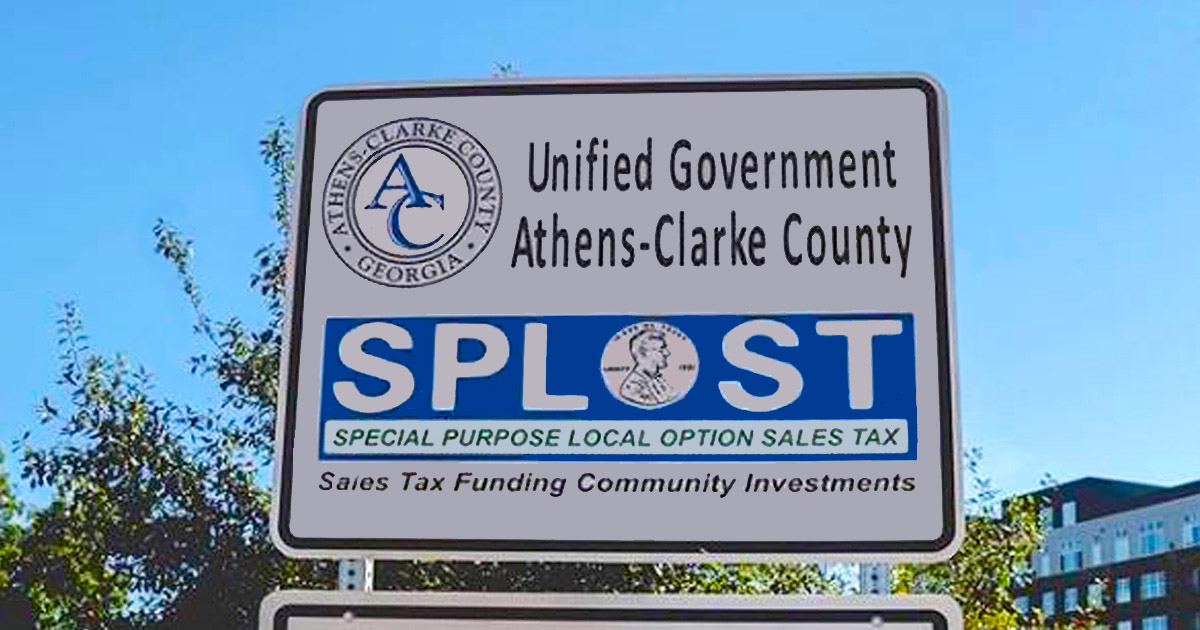 ATHENS-CLARKE COUNTY
AC
GEORGIA
Unified Government
Athens-Clarke County
SPLOST
SPECIAL PURPOSE LOCAL OPTION SALES TAX
Sales Tax Funding Community Investments